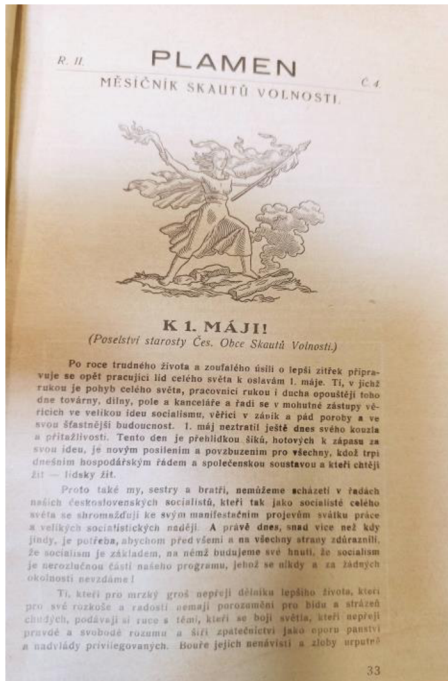 R. II.
PLAMEN
Č. 4
MĚSÍČNÍK SKAUTŮ VOLNOSTI.
K 1. MÁJI!
(Poselství starosty Čes. Obce Skautů Volnosti.)
Po roce trudného života a zoufalého úsilí o lepší zítřek připra-
vuje se opět pracující lid celého světa k oslavám 1. máje. Ti, v jichž
rukou je pohyb celého světa, pracovníci rukou i ducha opouštějí toho
dne továrny, dílny, pole a kanceláře a řadí se v mohutné zástupy vě-
řících ve velikou ideu socialismu, věřící v zánik a pád poroby a ve
svou šťastnější budoucnost. 1. máj neztratil ještě dnes svého kouzla
a přitažlivosti. Tento den je přehlídkou šiků, hotových k zápasu za
svou ideu, je novým posilením a povzbuzením pro všechny, kdož trpí
dnešním hospodářským řádem a společenskou soustavou a kteří chtějí
žít — lidsky žít.
Proto také my, sestry a bratří, nemůžeme scházeti v řadách
našich československých socialistů, kteří tak jako socialisté celého
světa se shromažďují ke svým manifestačním projevům svátku práce
a velikých socialistických nadějí. A právě dnes, snad více než kdy
jindy, je potřeba, abychom před všemi a na všechny strany zdůraznili,
že socialism je základem, na němž budujeme své hnutí, že socialism
je nerozlučnou částí našeho programu, jehož se nikdy a za žádných
okolností nevzdáme!
Ti, kteří pro mrzký groš nepřejí dělníku lepšího života, kteří
pro své rozkoše a radosti nemají porozumění pro bídu a strázeň
chudých, podávají si ruce s těmi, kteří se bojí světla, kteří nepřejí
pravdě a svobodě rozumu a šíří zpátečnictví jako oporu panství
a nadvlády privilegovaných. Bouře jejich nenávisti a zloby urputně
33